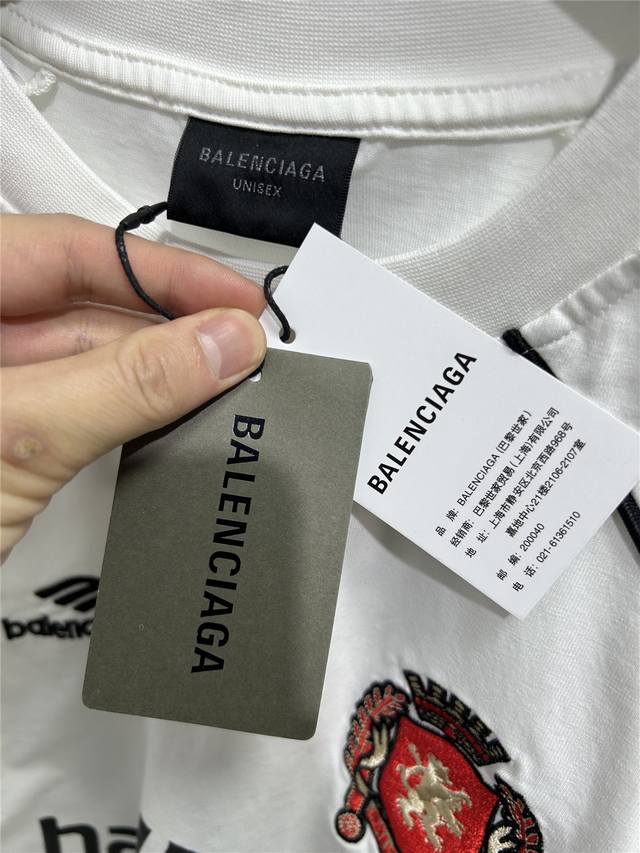 BALENCIAGA
UNISEX
BALENCIAGA
BALENCIAGA
品 牌: BALENCIAGA (巴黎世家)
经销商: 巴黎世家贸易(上海)有限公司
地 址: 上海市静安区北京西路968号
嘉地中心21楼2106-2107室
邮 编: 200040
电 话: 021-61361510